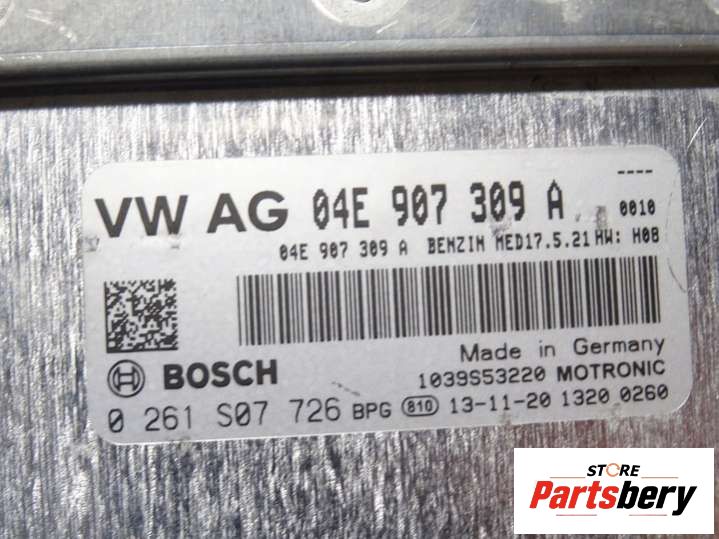 ----
VW AG 04E 907 309 A 0010
04E 907 309 A BENZIN MED17.5.21 HW: H08
Made in Germany
BOSCH 1039S53220 MOTRONIC
0 261 S07 726 BPG 810 13-11-20 1320 0260
STORE
Partsbery